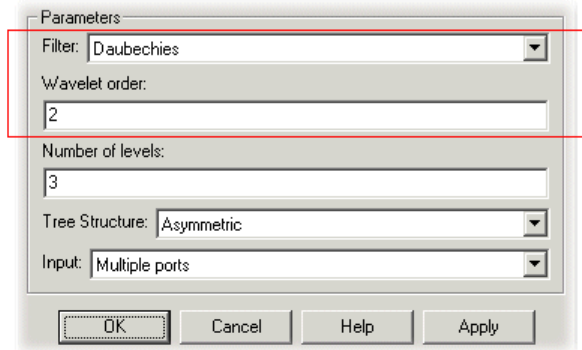 Parameters
Filter: Daubechies
Wavelet order:
2
Number of levels:
3
Tree Structure: Asymmetric
Input: Multiple ports
OK Cancel Help Apply